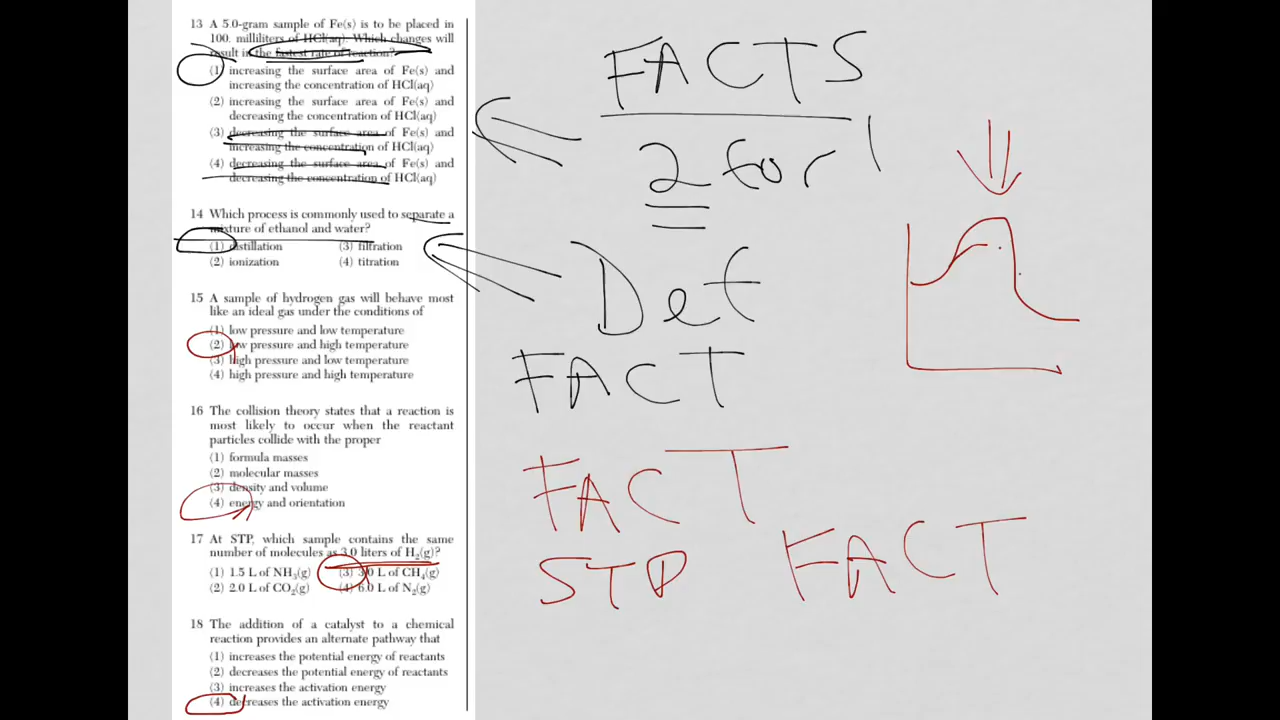 13 A 5.0-gram sample of Fe(s) is to be placed in
100. milliliters of HCl(aq). Which changes will
result in the fastest rate of reaction?
(1) increasing the surface area of Fe(s) and
increasing the concentration of HCl(aq)
(2) increasing the surface area of Fe(s) and
decreasing the concentration of HCl(aq)
(3) decreasing the surface area of Fe(s) and
increasing the concentration of HCl(aq)
(4) decreasing the surface area of Fe(s) and
decreasing the concentration of HCl(aq)
14 Which process is commonly used to separate a
mixture of ethanol and water?
(1) distillation (3) filtration
(2) ionization (4) titration
15 A sample of hydrogen gas will behave most
like an ideal gas under the conditions of
(1) low pressure and low temperature
(2) low pressure and high temperature
(3) high pressure and low temperature
(4) high pressure and high temperature
16 The collision theory states that a reaction is
most likely to occur when the reactant
particles collide with the proper
(1) formula masses
(2) molecular masses
(3) density and volume
(4) energy and orientation
17 At STP, which sample contains the same
number of molecules as 3.0 liters of H₂(g)?
(1) 1.5 L of NH₃(g) (3) 3.0 L of CH₄(g)
(2) 2.0 L of CO₂(g) (4) 6.0 L of N₂(g)
18 The addition of a catalyst to a chemical
reaction provides an alternate pathway that
(1) increases the potential energy of reactants
(2) decreases the potential energy of reactants
(3) increases the activation energy
(4) decreases the activation energy
FACTS
2 for 1
Det
FACT
FACT
STP FACT